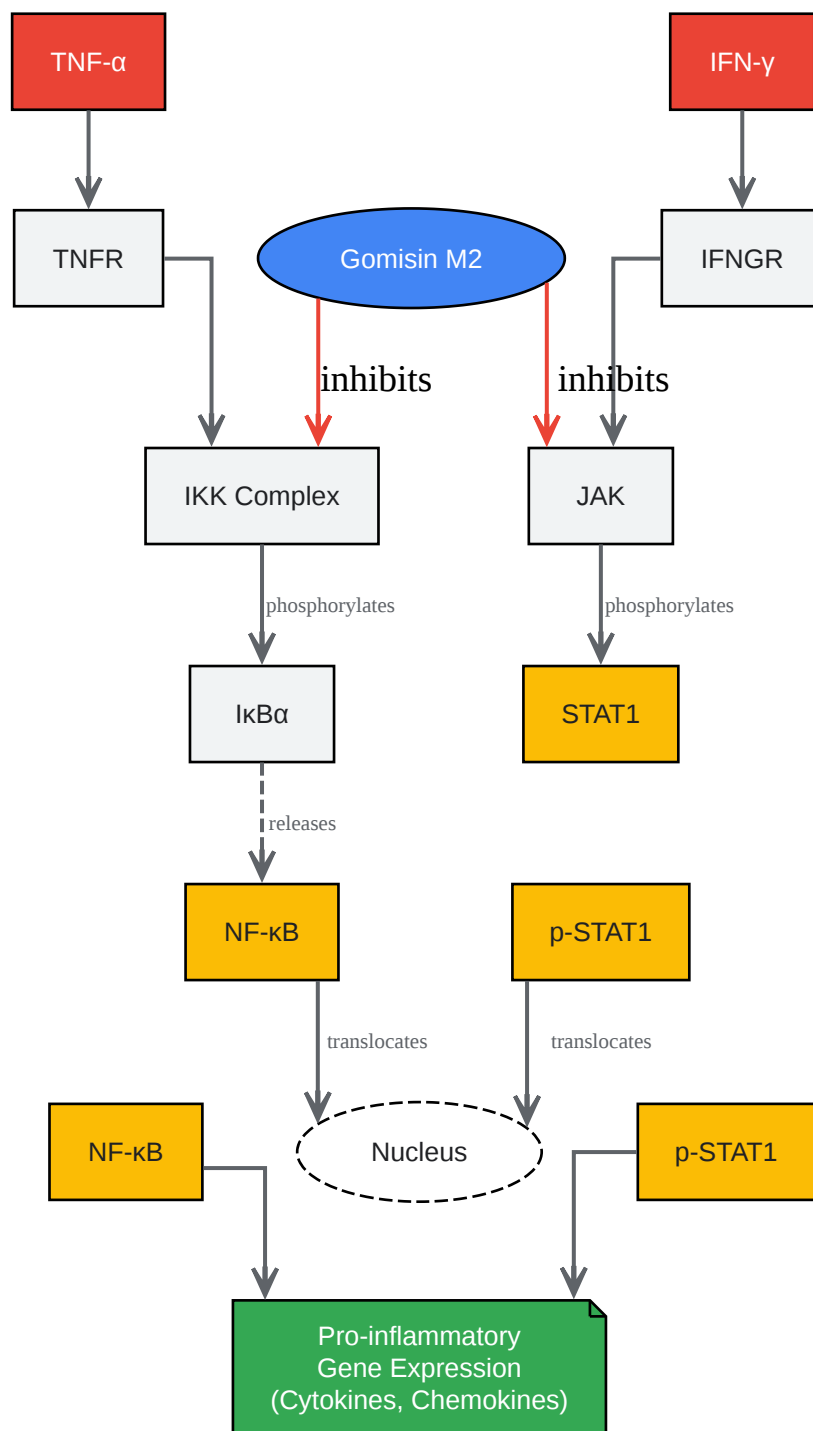 TNF-α
IFN-γ
TNFR
Gomisin M2
IFNGR
inhibits
inhibits
IKK Complex
JAK
phosphorylates
phosphorylates
IκBα
STAT1
releases
NF-κB
p-STAT1
translocates
translocates
NF-κB
Nucleus
p-STAT1
Pro-inflammatory
Gene Expression
(Cytokines, Chemokines)